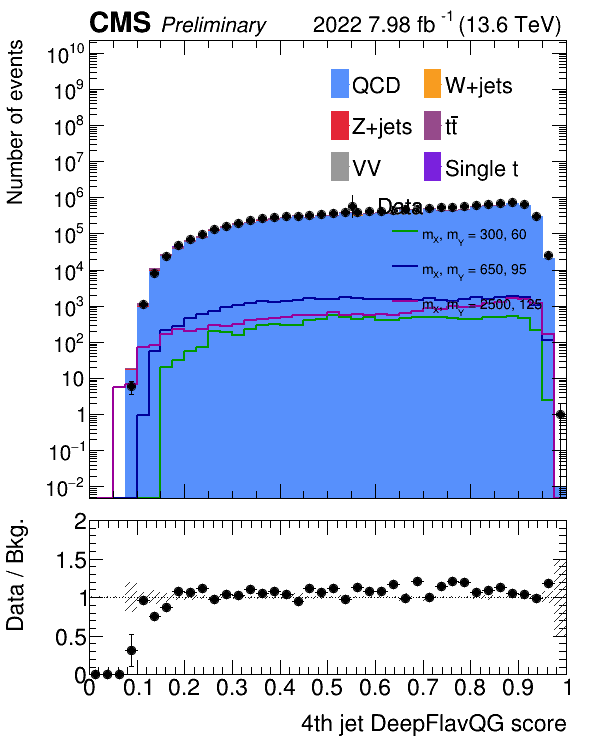 CMS Preliminary 2022 7.98 fb⁻¹ (13.6 TeV)
Number of events
10¹⁰
10⁹
10⁸
10⁷
10⁶
10⁵
10⁴
10³
10²
10
1
10⁻¹
10⁻²
QCD W+jets
Z+jets tt̄
VV Single t
Data
m_X, m_Y = 300, 60
m_X, m_Y = 650, 95
m_X, m_Y = 2500, 125
Data / Bkg.
2
1.5
1
0.5
0
0 0.1 0.2 0.3 0.4 0.5 0.6 0.7 0.8 0.9 1
4th jet DeepFlavQG score